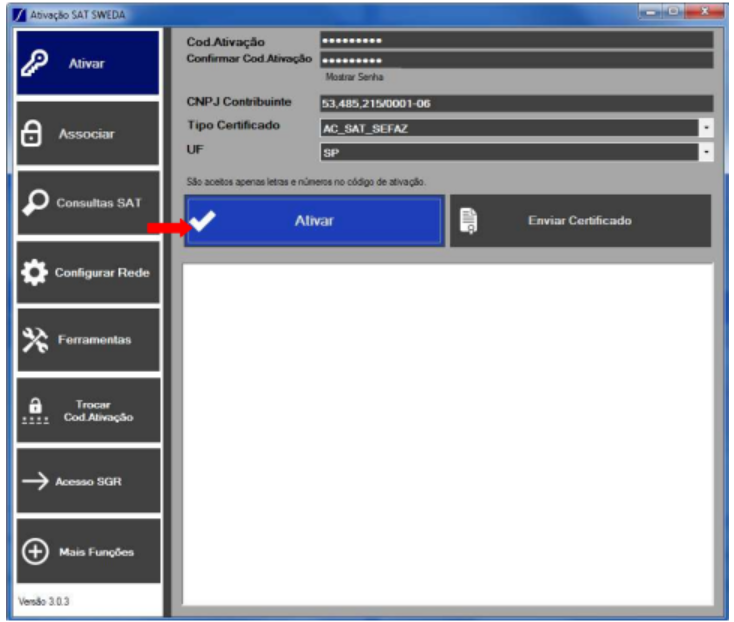 Ativação SAT SWEDA
Ativar
Associar
Consultas SAT
Configurar Rede
Ferramentas
Trocar
Cod.Ativação
Acesso SGR
Mais Funções
Versão 3.0.3
Cod.Ativação •••••••••
Confirmar Cod.Ativação •••••••••
Mostrar Senha
CNPJ Contribuinte 53,485,215/0001-06
Tipo Certificado AC_SAT_SEFAZ
UF SP
São aceitos apenas letras e números no código de ativação.
Ativar Enviar Certificado